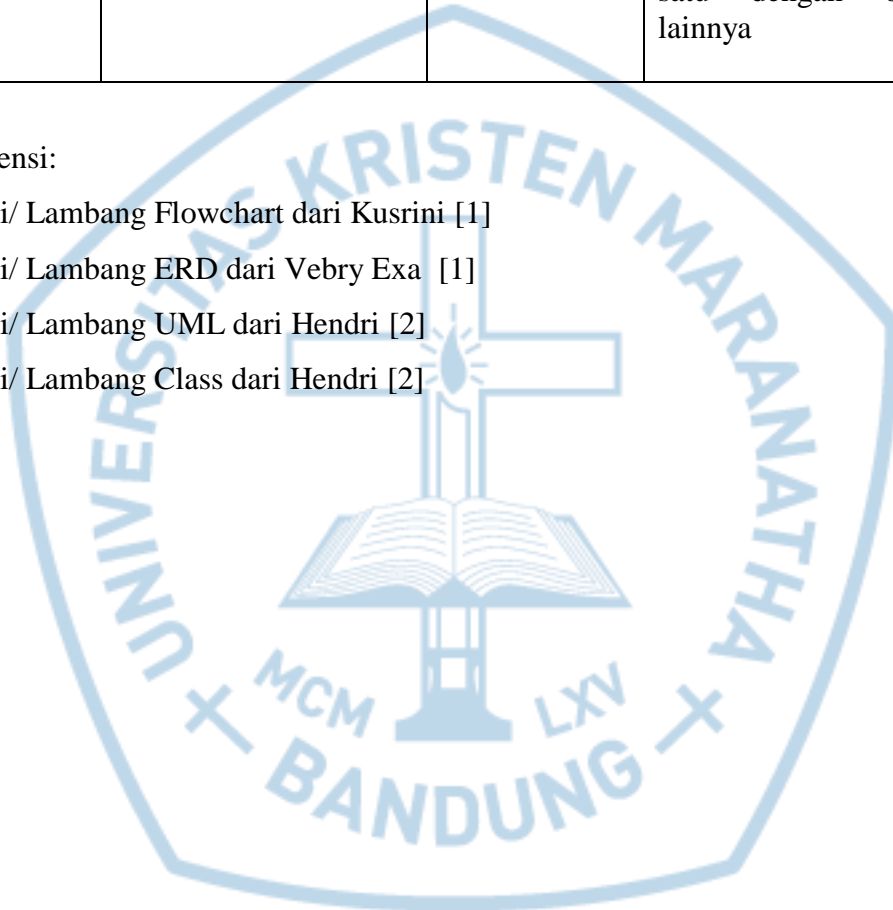 satu dengan
lainnya
ensi:
i/ Lambang Flowchart dari Kusrini [1]
i/ Lambang ERD dari Vebry Exa [1]
i/ Lambang UML dari Hendri [2]
i/ Lambang Class dari Hendri [2]
UNIVERSITAS KRISTEN MARANATHA
MCM LXV
BANDUNG